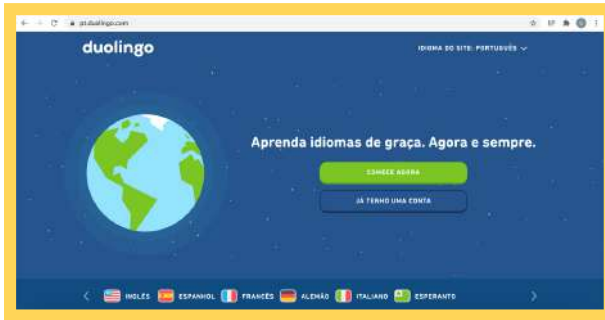 pt.duolingo.com
duolingo
IDIOMA DO SITE: PORTUGUÊS
Aprenda idiomas de graça. Agora e sempre.
COMECE AGORA
JÁ TENHO UMA CONTA
INGLÊS ESPANHOL FRANCÊS ALEMÃO ITALIANO ESPERANTO